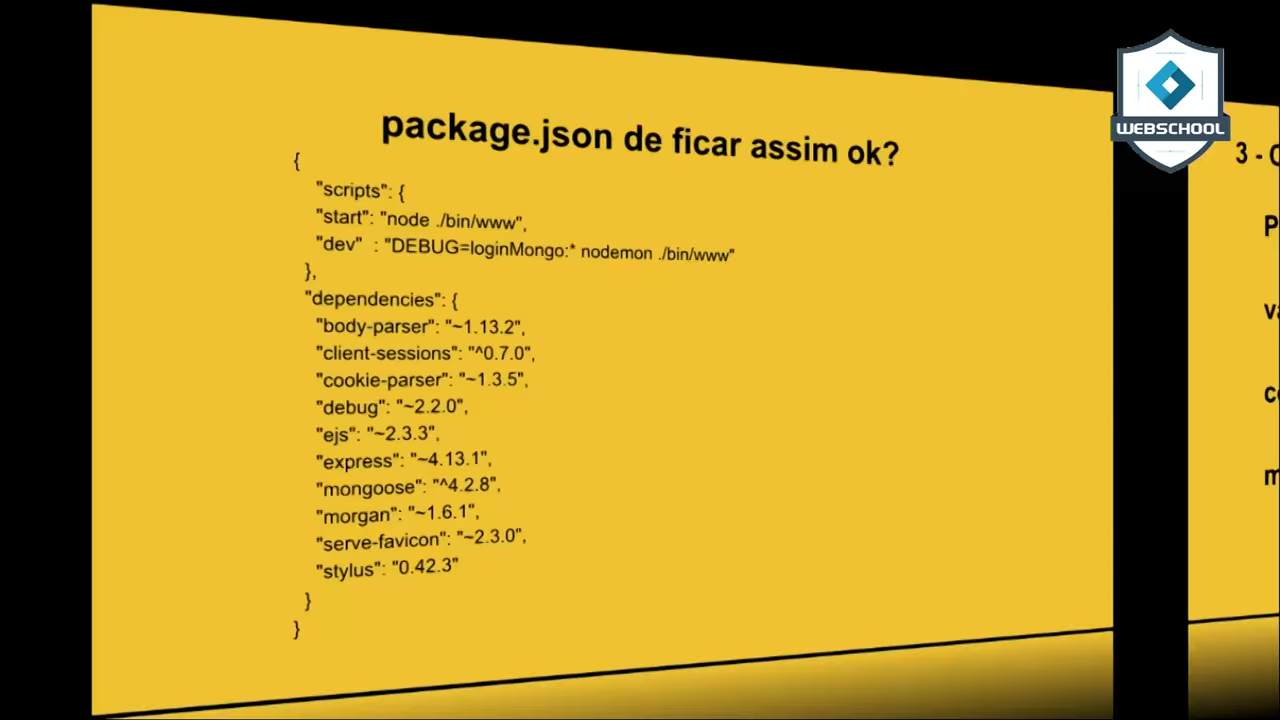 package.json de ficar assim ok?
{
"scripts": {
"start": "node ./bin/www",
"dev" : "DEBUG=loginMongo:* nodemon ./bin/www"
},
"dependencies": {
"body-parser": "~1.13.2",
"client-sessions": "^0.7.0",
"cookie-parser": "~1.3.5",
"debug": "~2.2.0",
"ejs": "~2.3.3",
"express": "~4.13.1",
"mongoose": "^4.2.8",
"morgan": "~1.6.1",
"serve-favicon": "~2.3.0",
"stylus": "0.42.3"
}
}
WEBSCHOOL
3 -